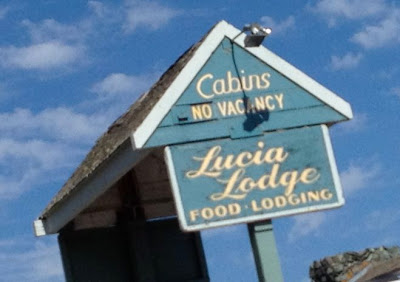 Cabins
NO VACANCY
Lucia
Lodge
FOOD · LODGING